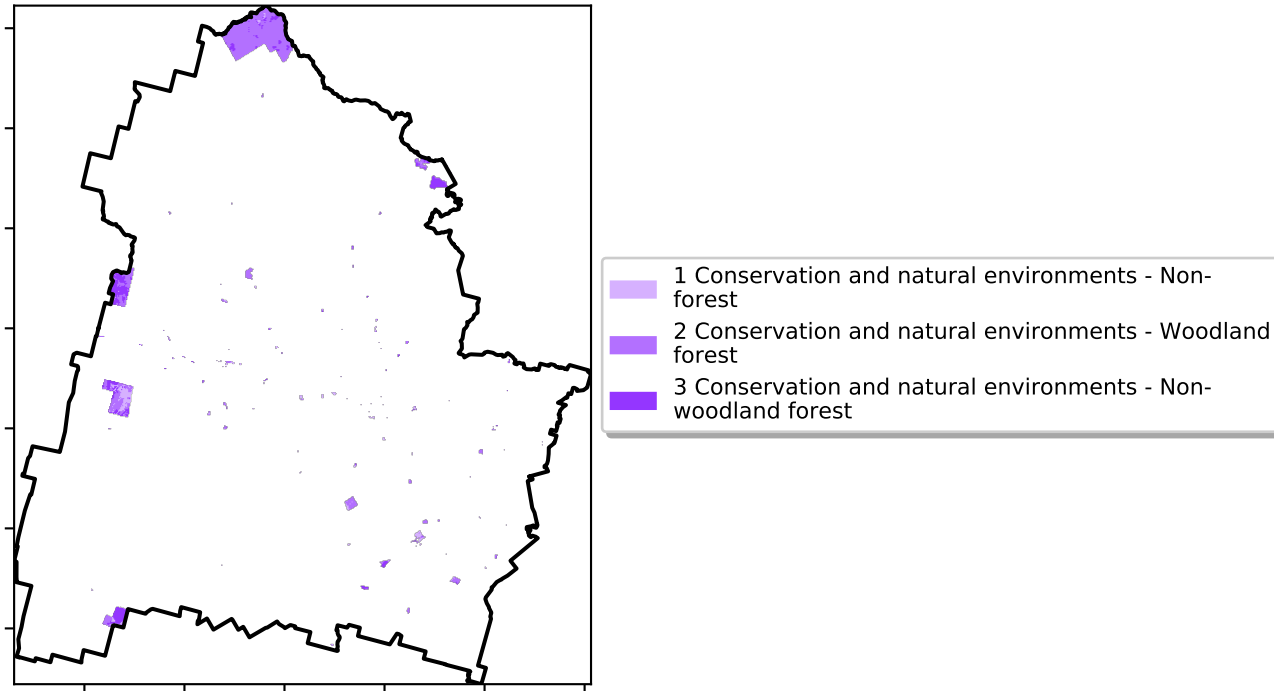 1 Conservation and natural environments - Non-
forest
2 Conservation and natural environments - Woodland
forest
3 Conservation and natural environments - Non-
woodland forest